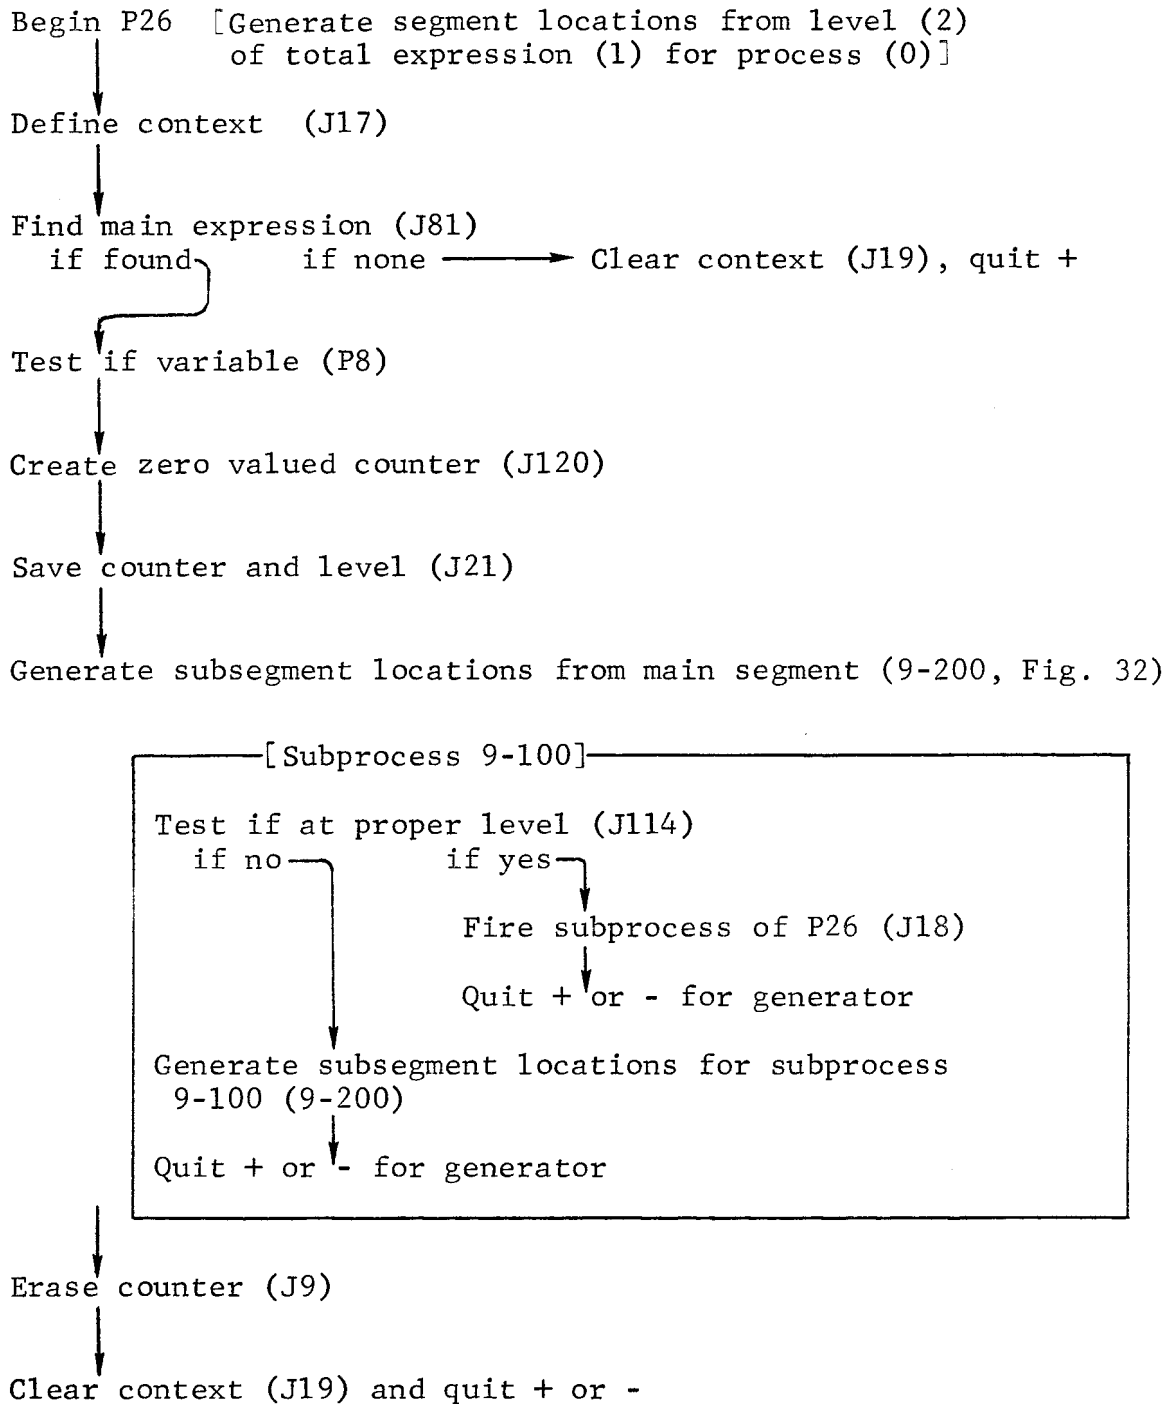 Begin P26 [Generate segment locations from level (2)
of total expression (1) for process (0)]
Define context (J17)
Find main expression (J81)
if found if none Clear context (J19), quit +
Test if variable (P8)
Create zero valued counter (J120)
Save counter and level (J21)
Generate subsegment locations from main segment (9-200, Fig. 32)
[Subprocess 9-100]
Test if at proper level (J114)
if no if yes
Fire subprocess of P26 (J18)
Quit + or - for generator
Generate subsegment locations for subprocess
9-100 (9-200)
Quit + or - for generator
Erase counter (J9)
Clear context (J19) and quit + or -